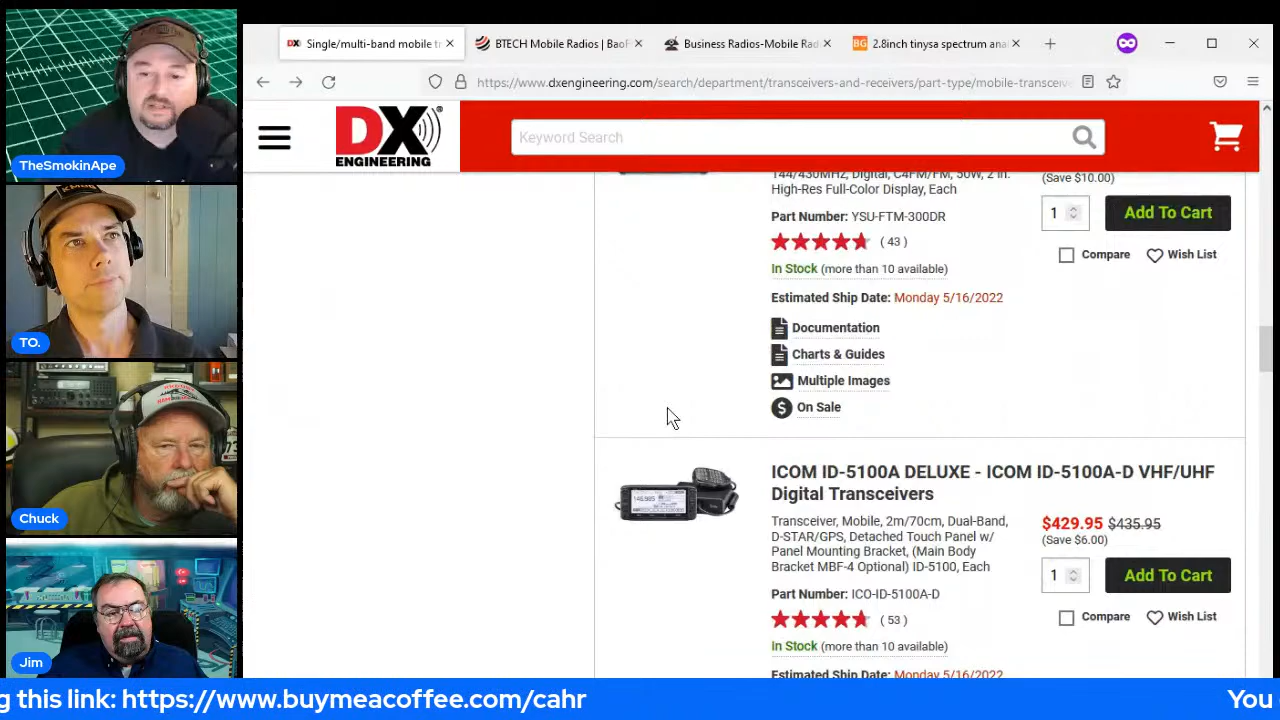 Single/multi-band mobile tr
BTECH Mobile Radios | BaoF
Business Radios-Mobile Rad
BG
2.8inch tinysa spectrum ana
https://www.dxengineering.com/search/department/transceivers-and-receivers/part-type/mobile-transceive
DX
ENGINEERING
Keyword Search
144/430MHz, Digital, C4FM/FM, 50W, 2 in.
High-Res Full-Color Display, Each
(Save $10.00)
Part Number: YSU-FTM-300DR
1
Add To Cart
( 43 )
Compare
Wish List
In Stock (more than 10 available)
Estimated Ship Date: Monday 5/16/2022
Documentation
Charts & Guides
Multiple Images
On Sale
ICOM ID-5100A DELUXE - ICOM ID-5100A-D VHF/UHF
Digital Transceivers
Transceiver, Mobile, 2m/70cm, Dual-Band,
D-STAR/GPS, Detached Touch Panel w/
Panel Mounting Bracket, (Main Body
Bracket MBF-4 Optional) ID-5100, Each
$429.95 $435.95
(Save $6.00)
1
Add To Cart
Part Number: ICO-ID-5100A-D
( 53 )
Compare
Wish List
In Stock (more than 10 available)
Estimated Ship Date: Monday 5/16/2022
TheSmokinApe
TO.
Chuck
Jim
g this link: https://www.buymeacoffee.com/cahr
You